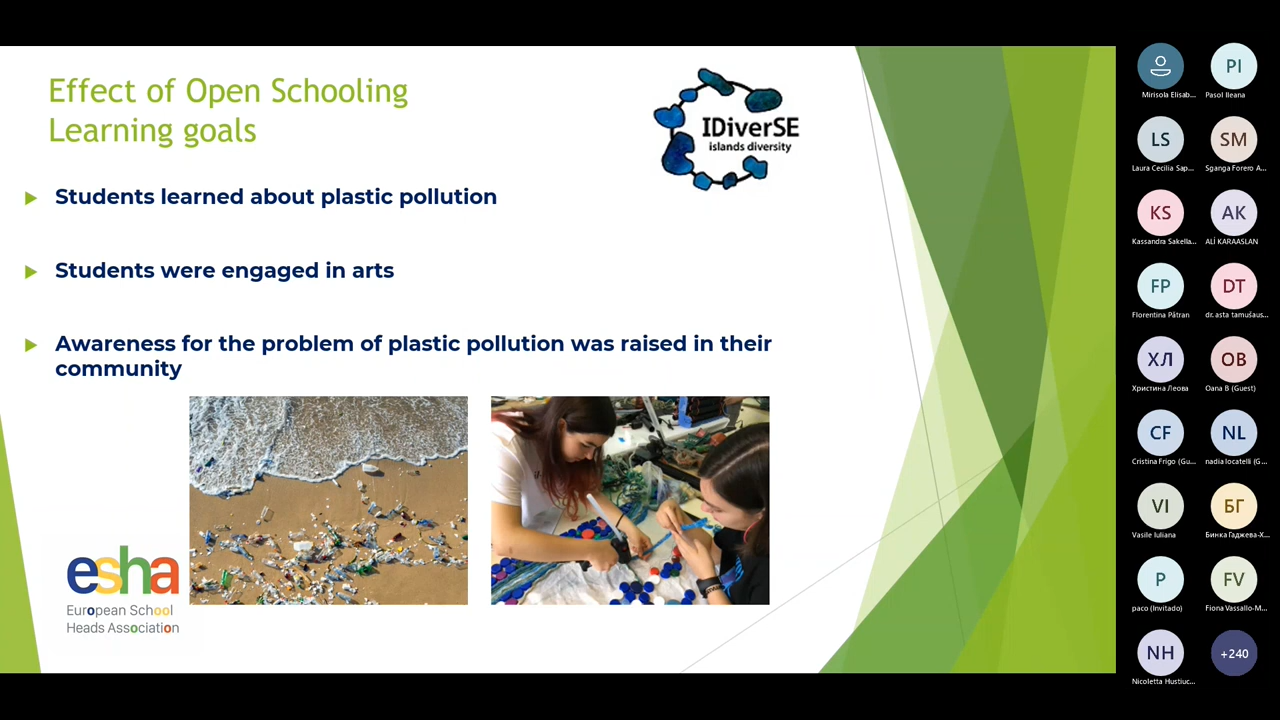 Effect of Open Schooling
Learning goals
IDiverSE
islands diversity
Students learned about plastic pollution
Students were engaged in arts
Awareness for the problem of plastic pollution was raised in their
community
esha
European School
Heads Association
PI
Mirisola Elisab...
Pasol Ileana
LS
SM
Laura Cecilia Sap...
Sganga Forero A...
KS
AK
Kassandra Sakella...
ALİ KARAASLAN
FP
DT
Florentina Pătran
dr. asta tamušaus...
ХЛ
OB
Христина Леова
Oana B (Guest)
CF
NL
Cristina Frigo (Gu...
nadia locatelli (G...
VI
БГ
Vasile Iuliana
Бинка Гаджева-Х...
P
FV
paco (Invitado)
Fiona Vassallo-M...
NH
+240
Nicoletta Hustiuc...